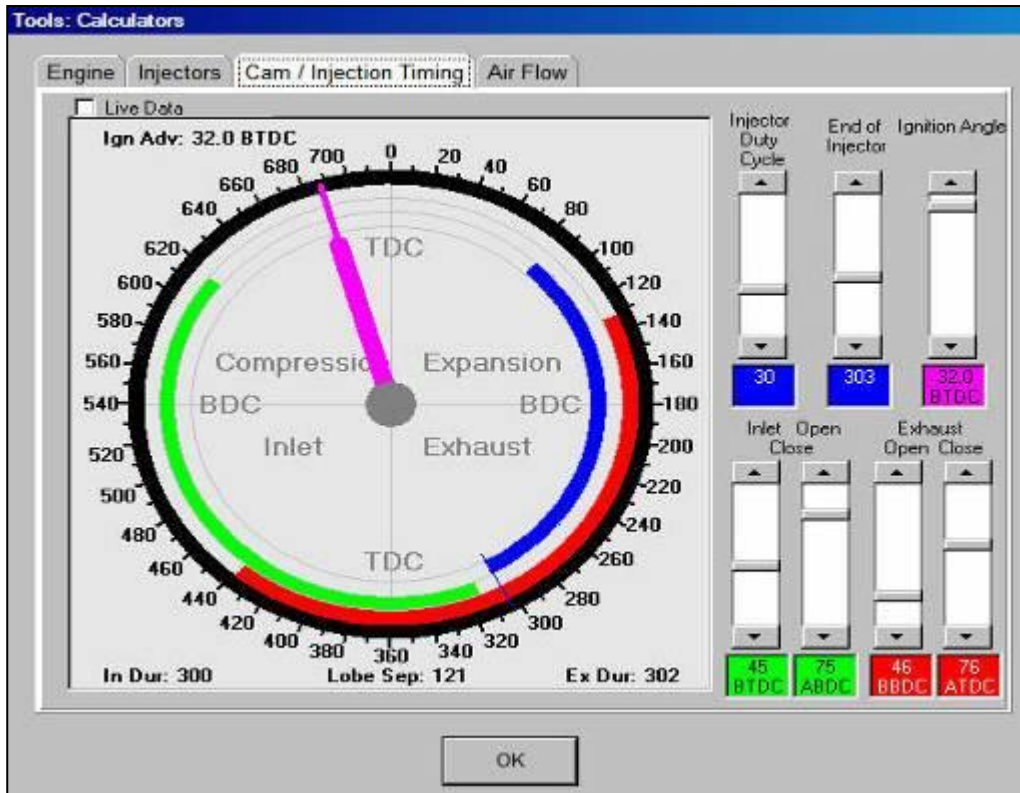 Tools: Calculators
Engine
Injectors
Cam / Injection Timing
Air Flow
Live Data
Ign Adv: 32.0 BTDC
0
20
40
60
80
100
120
140
160
180
200
220
240
260
280
300
320
340
360
380
400
420
440
460
480
500
520
540
560
580
600
620
640
660
680
700
TDC
Compressio
Expansion
BDC
BDC
Inlet
Exhaust
TDC
In Dur: 300
Lobe Sep: 121
Ex Dur: 302
Injector
Duty
Cycle
End of
Injector
Ignition Angle
30
303
32.0
BTDC
Inlet Open
Close
Exhaust
Open Close
45
BTDC
75
ABDC
46
BBDC
76
ATDC
OK